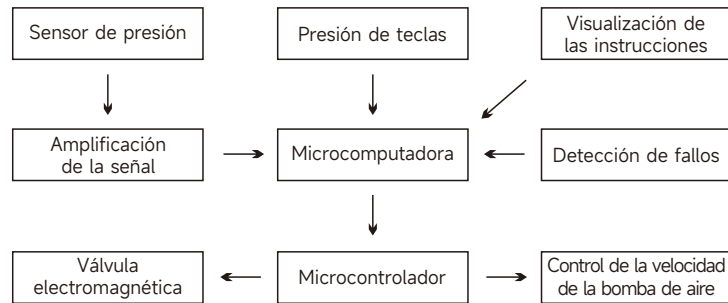 Sensor de presión
Presión de teclas
Visualización de
las instrucciones
Amplificación
de la señal
Microcomputadora
Detección de fallos
Válvula
electromagnética
Microcontrolador
Control de la velocidad
de la bomba de aire